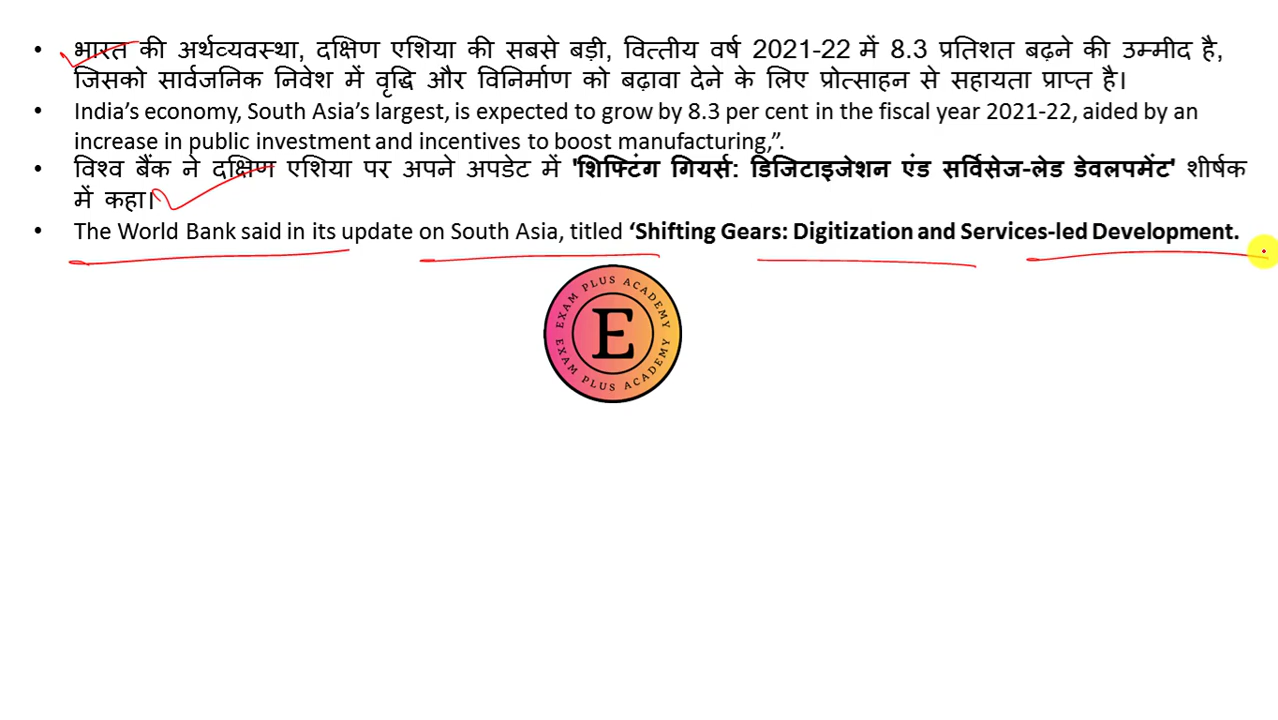 • भारत की अर्थव्यवस्था, दक्षिण एशिया की सबसे बड़ी, वित्तीय वर्ष 2021-22 में 8.3 प्रतिशत बढ़ने की उम्मीद है,
जिसको सार्वजनिक निवेश में वृद्धि और विनिर्माण को बढ़ावा देने के लिए प्रोत्साहन से सहायता प्राप्त है।
• India’s economy, South Asia’s largest, is expected to grow by 8.3 per cent in the fiscal year 2021-22, aided by an
increase in public investment and incentives to boost manufacturing,”.
• विश्व बैंक ने दक्षिण एशिया पर अपने अपडेट में 'शिफ्टिंग गियर्स: डिजिटाइजेशन एंड सर्विसेज-लेड डेवलपमेंट' शीर्षक
में कहा।
• The World Bank said in its update on South Asia, titled ‘Shifting Gears: Digitization and Services-led Development.
EXAM PLUS ACADEMY
E
EXAM PLUS ACADEMY